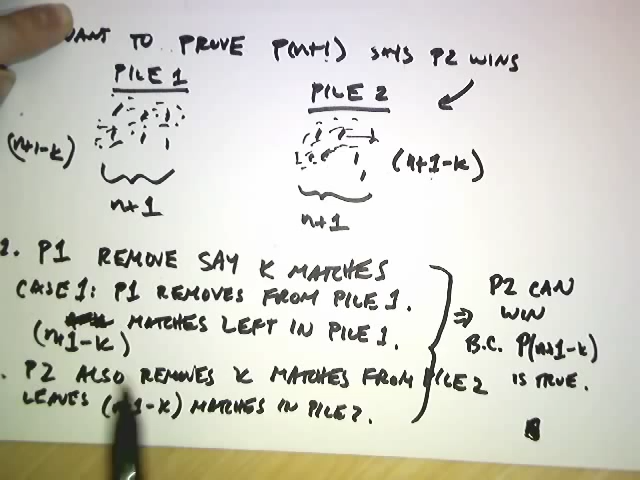 WANT TO PROVE P(n+1) SAYS P2 WINS
PILE 1
PILE 2
(n+1-k)
(n+1-k)
n+1
n+1
2. P1 REMOVE SAY K MATCHES
CASE 1: P1 REMOVES FROM PILE 1.
(n+1-k) MATCHES LEFT IN PILE 1.
. P2 ALSO REMOVES K MATCHES FROM PILE 2
LEAVES (n+1-k) MATCHES IN PILE 2.
⇒ P2 CAN
WIN
B.C. P(n+1-k)
IS TRUE.